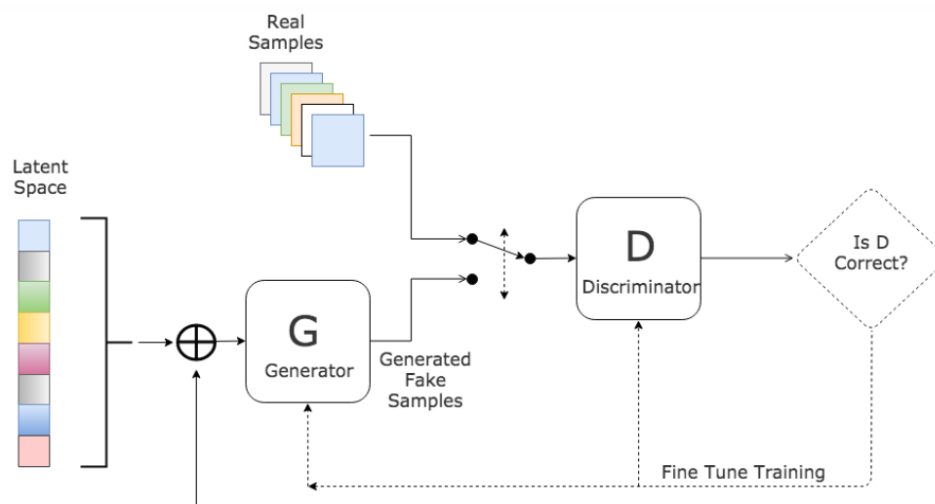 Real
Samples
Latent
Space
G
Generator
Generated
Fake
Samples
D
Discriminator
Is D
Correct?
Fine Tune Training